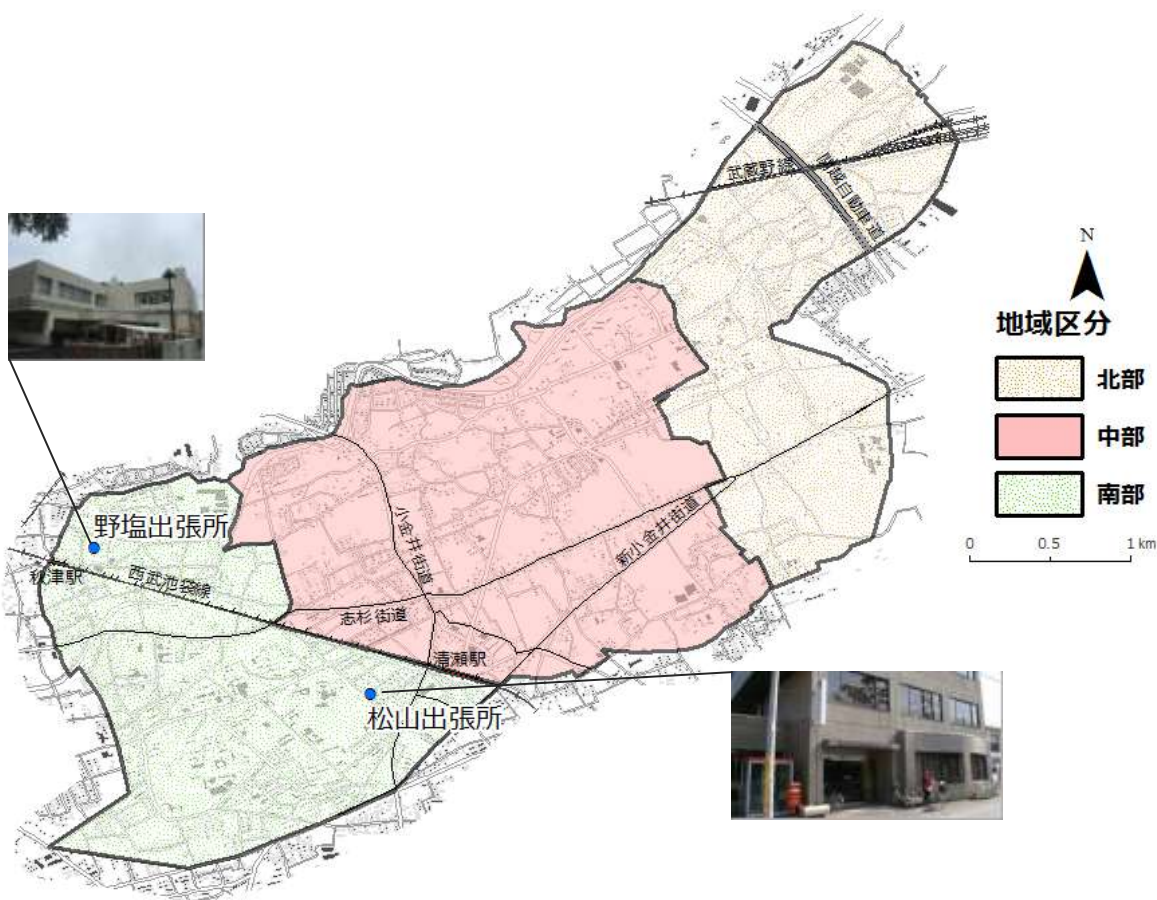 武蔵野線
関越自動車道
N
地域区分
北部
中部
南部
0 0.5 1 km
野塩出張所
秋津駅
西武池袋線
小金井街道
新小金井街道
志杉街道
清瀬駅
松山出張所